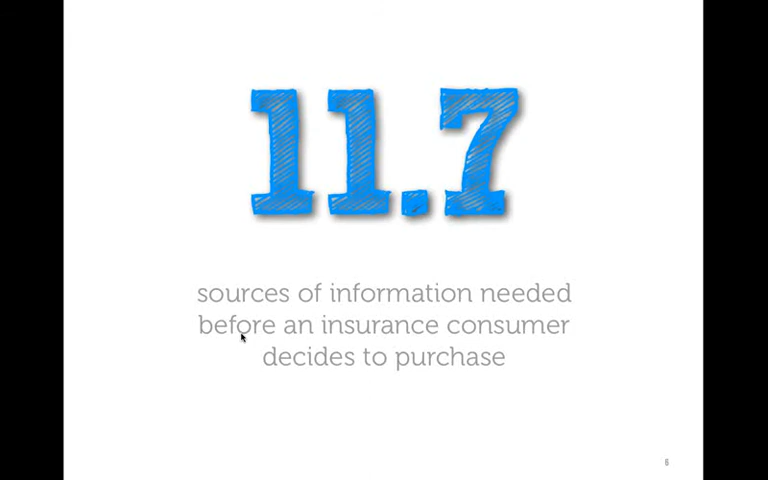 11.7
sources of information needed
before an insurance consumer
decides to purchase
6